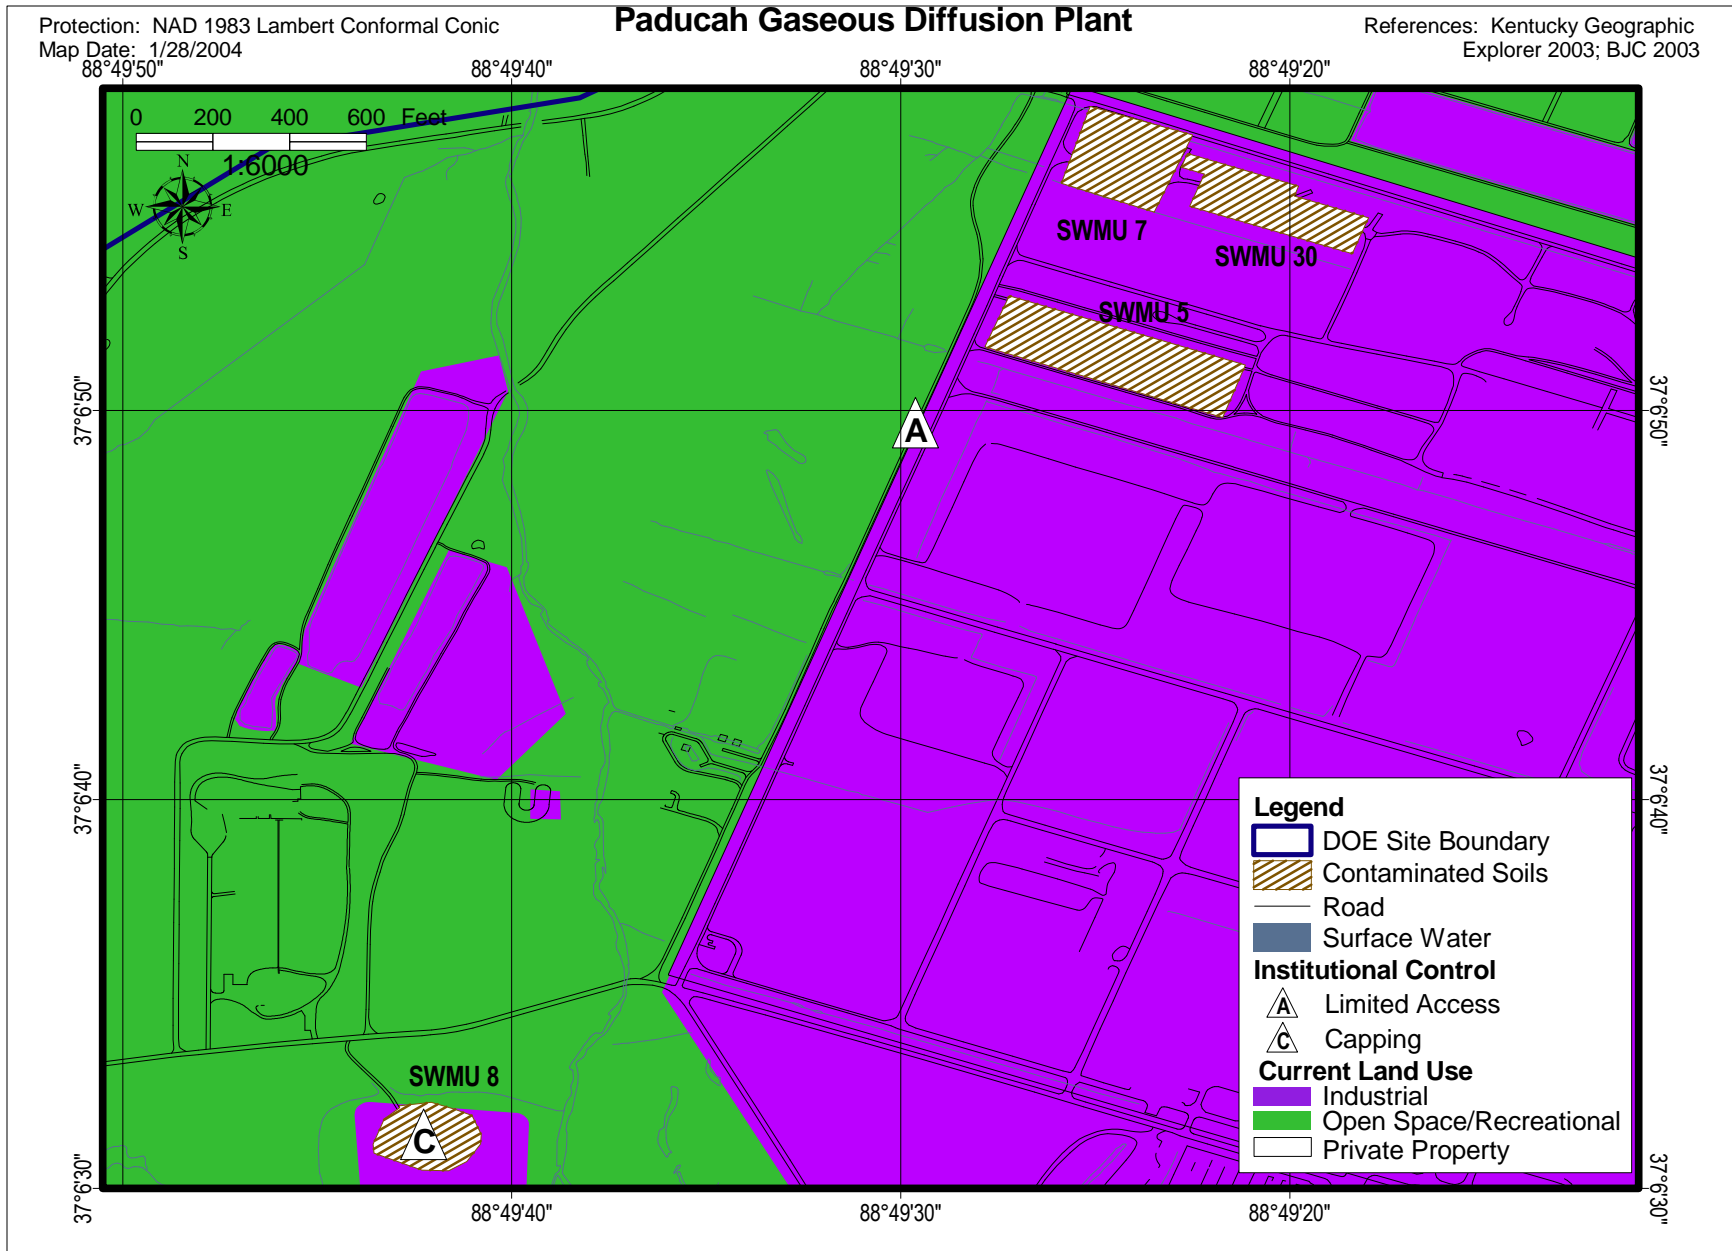 Paducah Gaseous Diffusion Plant
Protection: NAD 1983 Lambert Conformal Conic
Map Date: 1/28/2004
References: Kentucky Geographic
Explorer 2003; BJC 2003
88°49'50"
88°49'40"
88°49'30"
88°49'20"
0 200 400 600 Feet
1:6000
N
W
E
S
SWMU 7
SWMU 30
SWMU 5
37°6'50"
37°6'50"
A
37°6'40"
37°6'40"
Legend
DOE Site Boundary
Contaminated Soils
Road
Surface Water
Institutional Control
A Limited Access
C Capping
Current Land Use
Industrial
Open Space/Recreational
Private Property
SWMU 8
C
37°6'30"
37°6'30"
88°49'40"
88°49'30"
88°49'20"